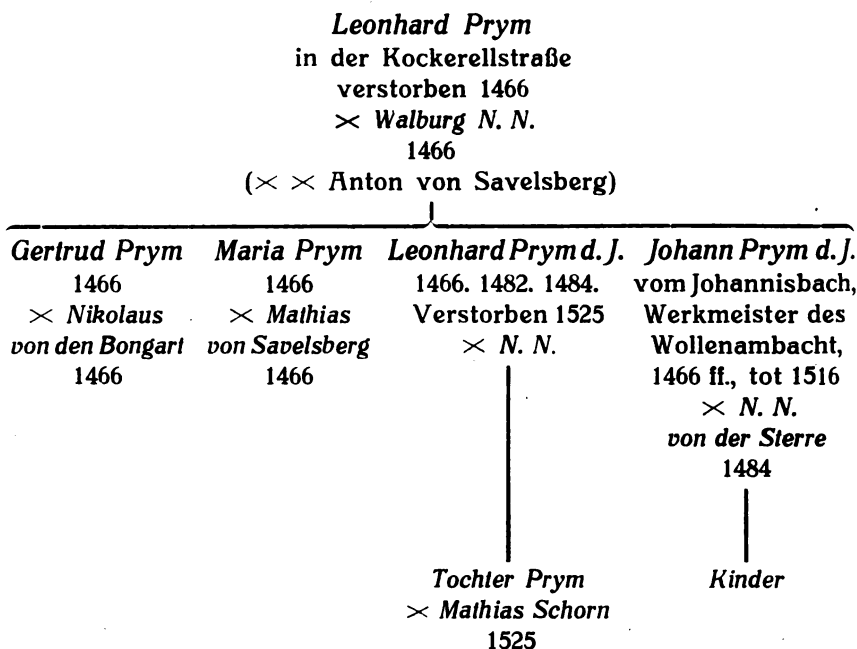 Leonhard Prym
in der Kockerellstraße
verstorben 1466
× Walburg N. N.
1466
(× × Anton von Savelsberg)
Gertrud Prym
1466
× Nikolaus
von den Bongart
1466
Maria Prym
1466
× Mathias
von Savelsberg
1466
Leonhard Prym d. J.
1466. 1482. 1484.
Verstorben 1525
× N. N.
Johann Prym d. J.
vom Johannisbach,
Werkmeister des
Wollenambacht,
1466 ff., tot 1516
× N. N.
von der Sterre
1484
Tochter Prym
× Mathias Schorn
1525
Kinder